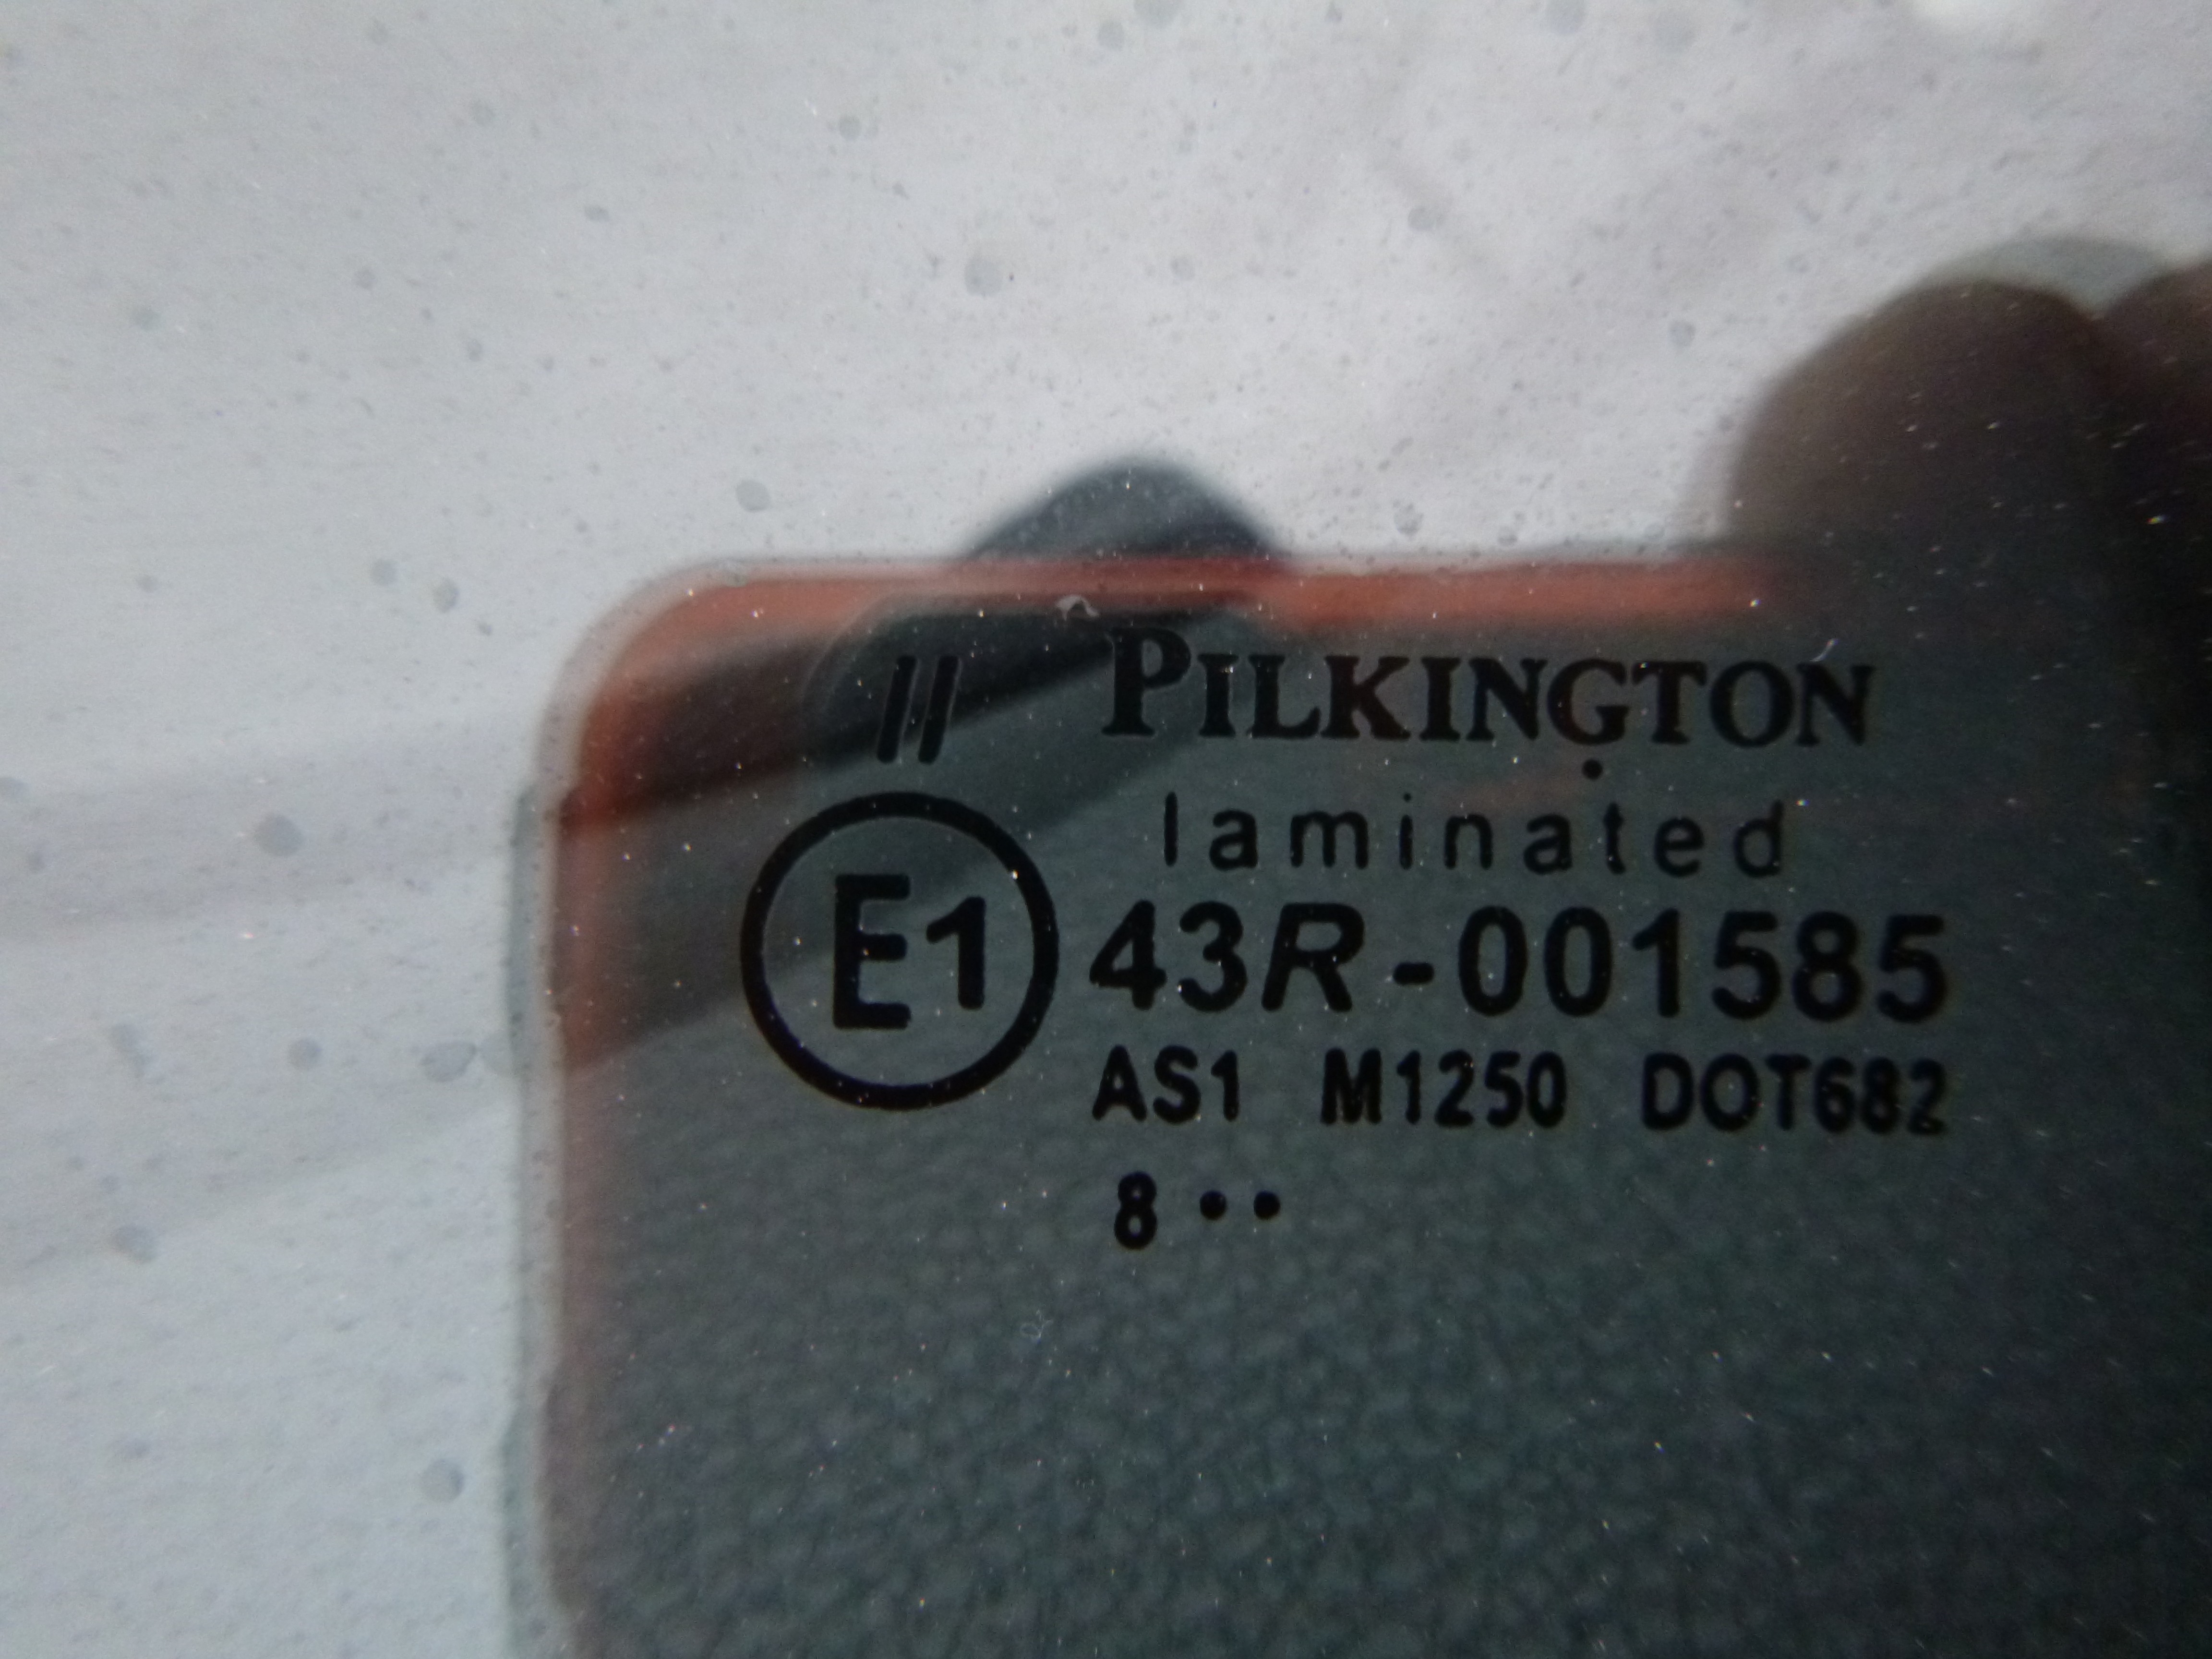 // PILKINGTON
laminated
E1 43R-001585
AS1 M1250 DOT682
8 ••